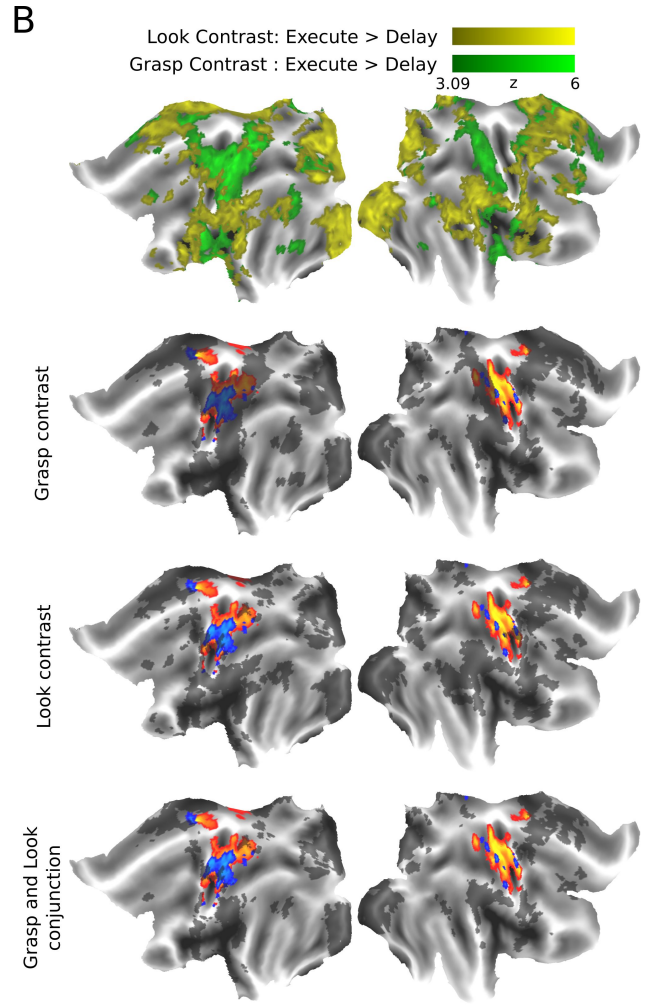 B
Look Contrast: Execute > Delay
Grasp Contrast : Execute > Delay
3.09 z 6
Grasp contrast
Look contrast
Grasp and Look
conjunction